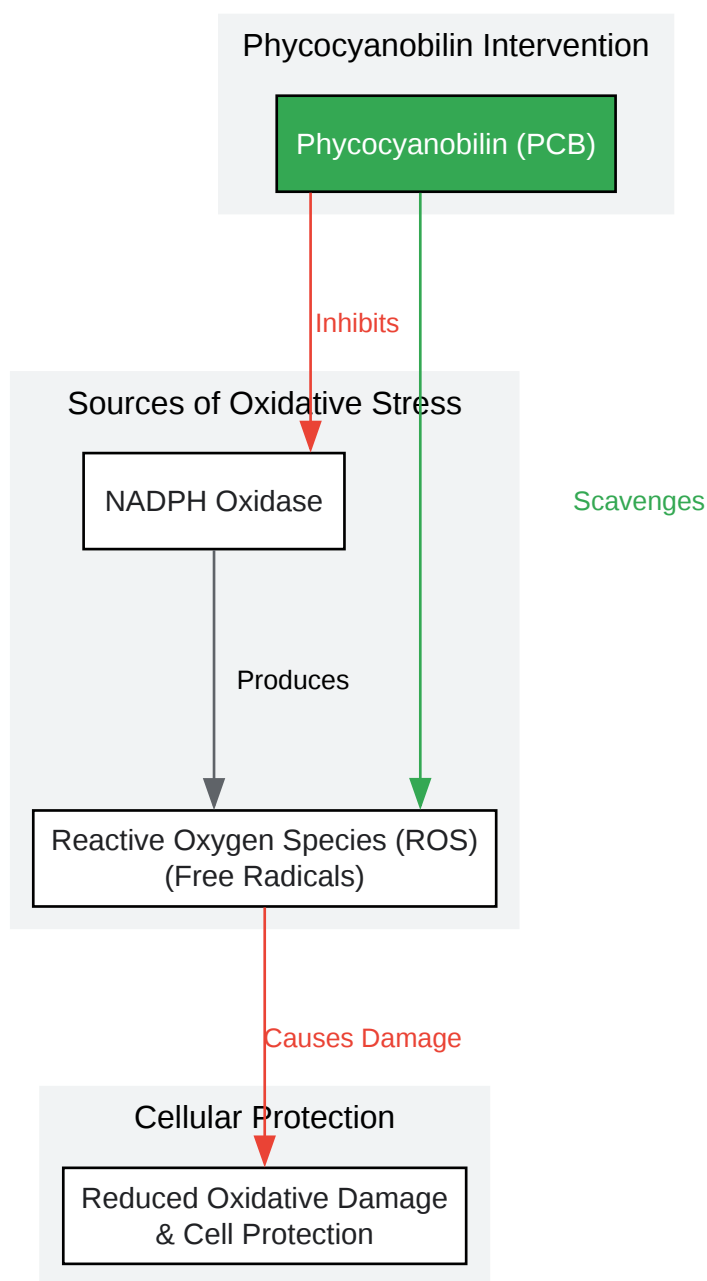 Phycocyanobilin Intervention
Phycocyanobilin (PCB)
Inhibits
Sources of Oxidative Stress
NADPH Oxidase
Scavenges
Produces
Reactive Oxygen Species (ROS)
(Free Radicals)
Causes Damage
Cellular Protection
Reduced Oxidative Damage
& Cell Protection